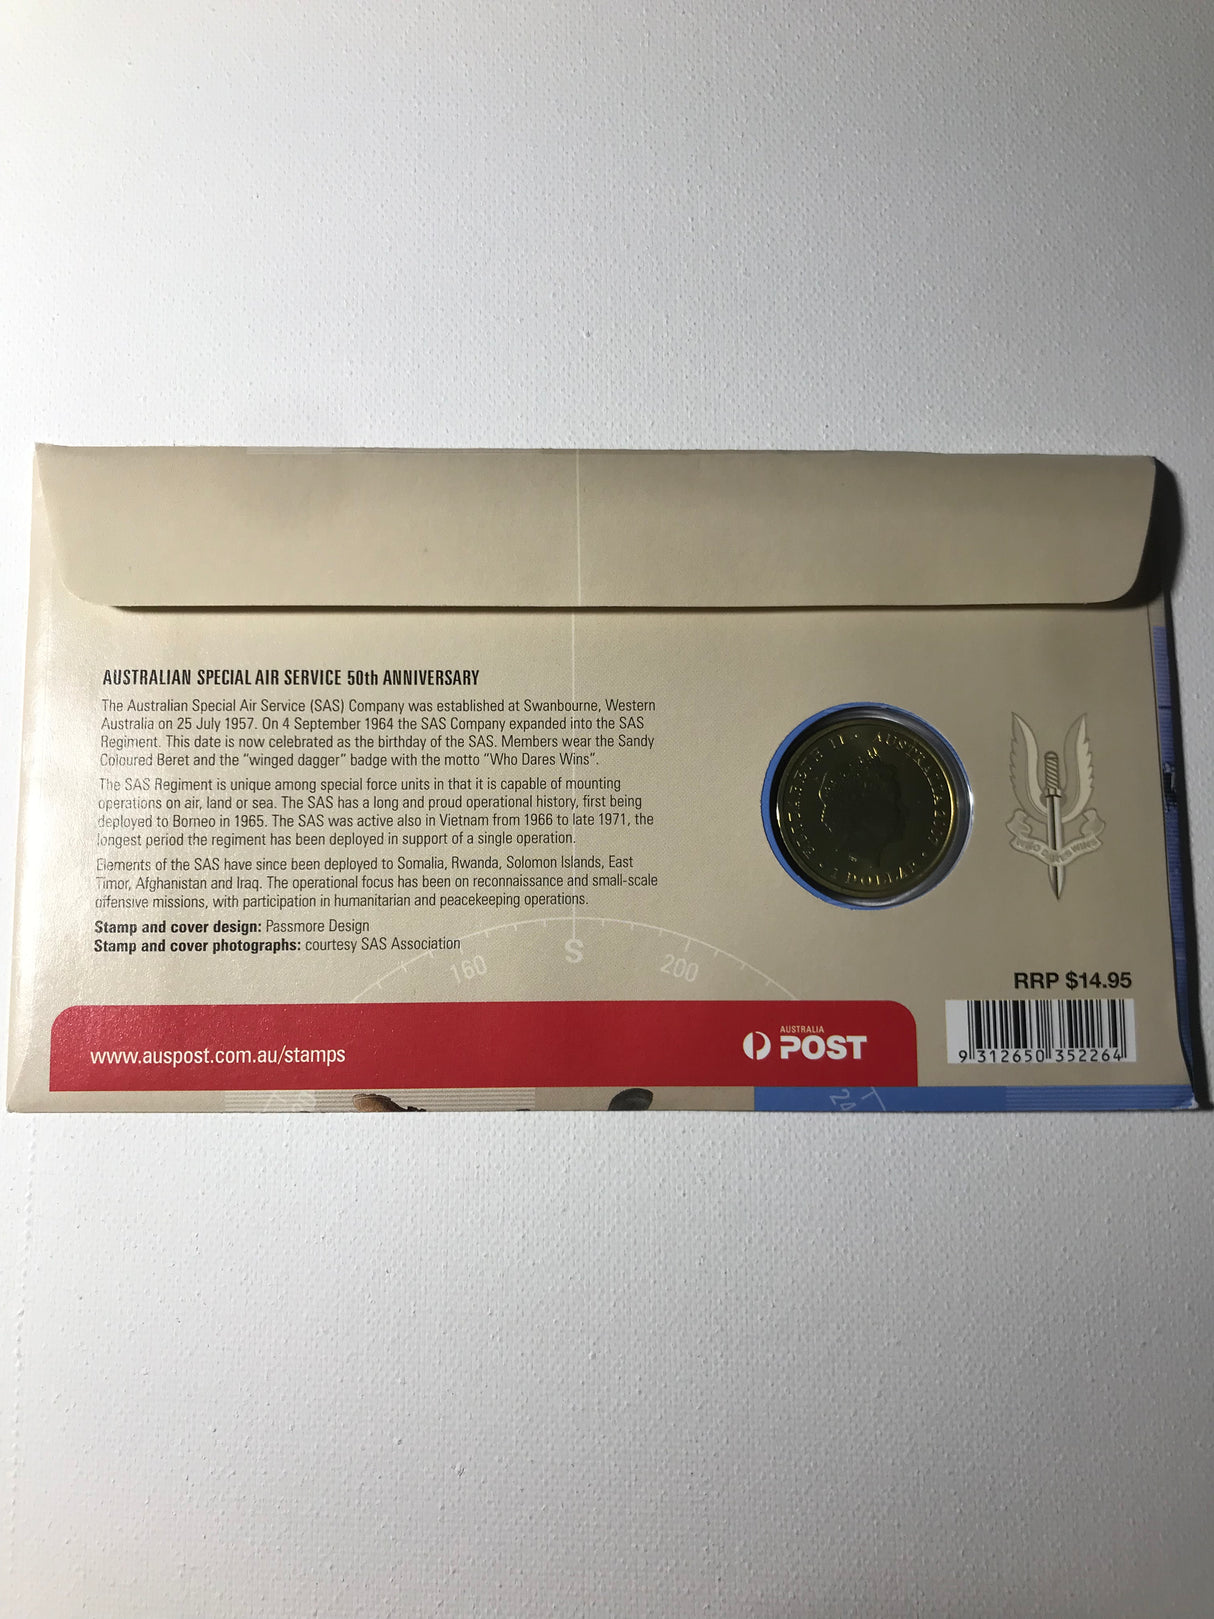 AUSTRALIAN SPECIAL AIR SERVICE 50th ANNIVERSARY
The Australian Special Air Service (SAS) Company was established at Swanbourne, Western
Australia on 25 July 1957. On 4 September 1964 the SAS Company expanded into the SAS
Regiment. This date is now celebrated as the birthday of the SAS. Members wear the Sandy
Coloured Beret and the "winged dagger" badge with the motto "Who Dares Wins".
The SAS Regiment is unique among special force units in that it is capable of mounting
operations on air, land or sea. The SAS has a long and proud operational history, first being
deployed to Borneo in 1965. The SAS was active also in Vietnam from 1966 to late 1971, the
longest period the regiment has been deployed in support of a single operation.
Elements of the SAS have since been deployed to Somalia, Rwanda, Solomon Islands, East
Timor, Afghanistan and Iraq. The operational focus has been on reconnaissance and small-scale
offensive missions, with participation in humanitarian and peacekeeping operations.
Stamp and cover design: Passmore Design
Stamp and cover photographs: courtesy SAS Association
ELIZABETH II • AUSTRALIA 2007
• 1 DOLLAR •
WHO DARES WINS
160 S 200
RRP $14.95
www.auspost.com.au/stamps
AUSTRALIA
POST
9 312650 352264
24 T